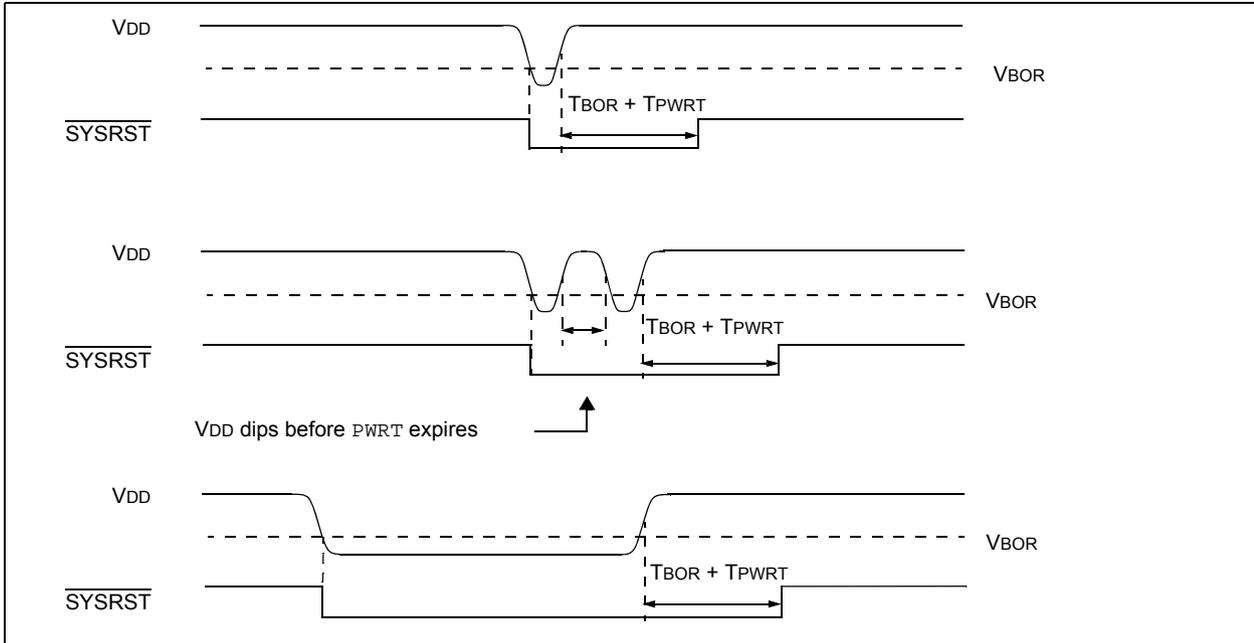 VDD
VBOR
TBOR + TPWRT
SYSRST
VDD
VBOR
TBOR + TPWRT
SYSRST
VDD dips before PWRT expires
VDD
VBOR
TBOR + TPWRT
SYSRST